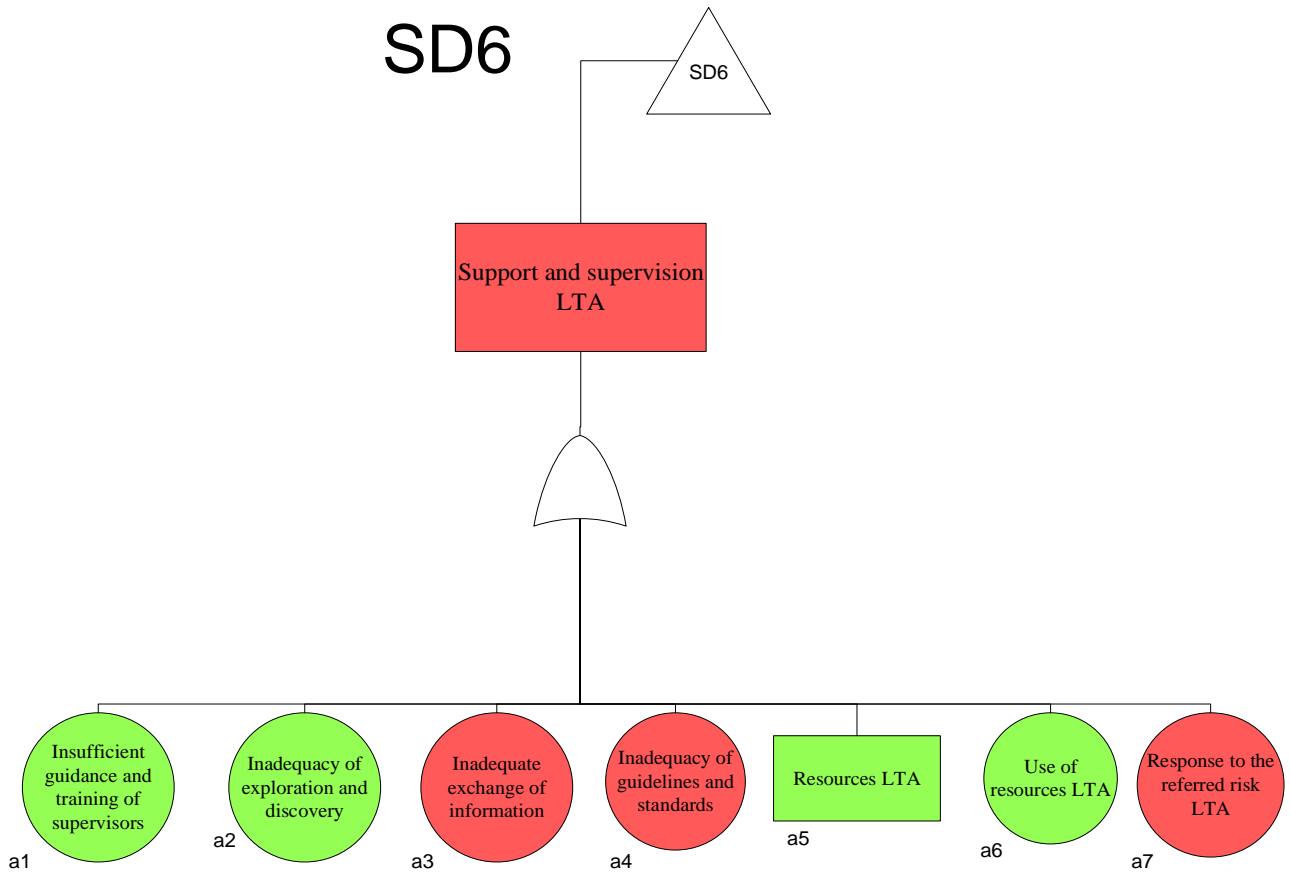 SD6
SD6
Support and supervision
LTA
Insufficient
guidance and
training of
supervisors
a1
Inadequacy of
exploration and
discovery
a2
Inadequate
exchange of
information
a3
Inadequacy of
guidelines and
standards
a4
Resources LTA
a5
Use of
resources LTA
a6
Response to the
referred risk
LTA
a7